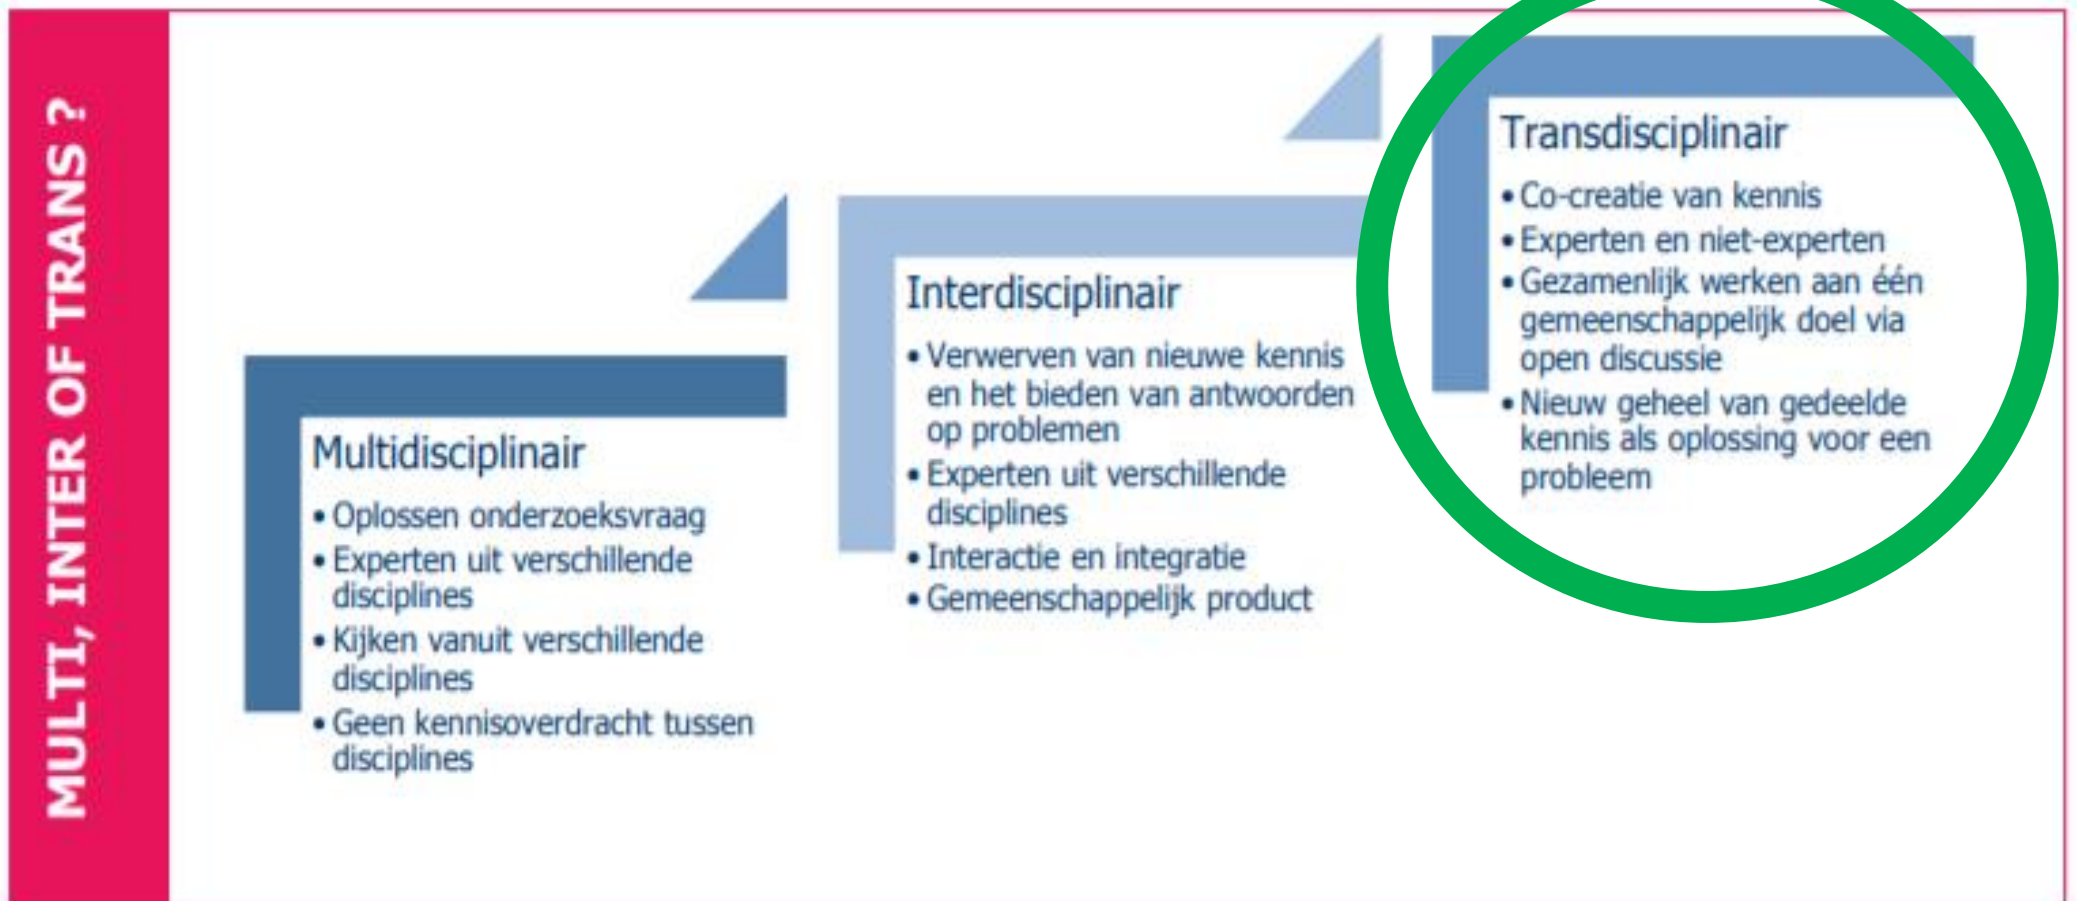 MULTI, INTER OF TRANS ?
Multidisciplinair
• Oplossen onderzoeksvraag
• Experten uit verschillende
disciplines
• Kijken vanuit verschillende
disciplines
• Geen kennisoverdracht tussen
disciplines
Interdisciplinair
• Verwerven van nieuwe kennis
en het bieden van antwoorden
op problemen
• Experten uit verschillende
disciplines
• Interactie en integratie
• Gemeenschappelijk product
Transdisciplinair
• Co-creatie van kennis
• Experten en niet-experten
• Gezamenlijk werken aan één
gemeenschappelijk doel via
open discussie
• Nieuw geheel van gedeelde
kennis als oplossing voor een
probleem